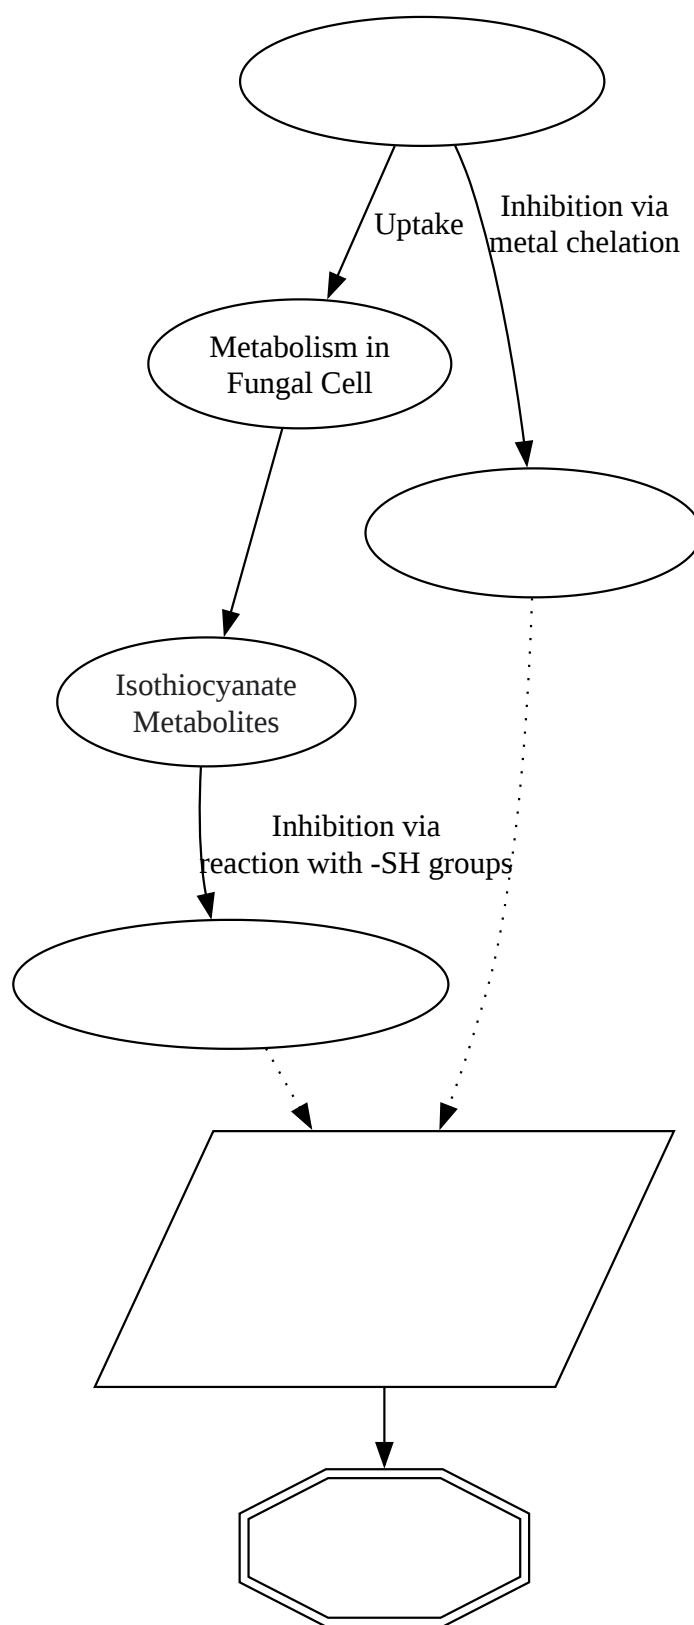 Inhibition via
metal chelation
Uptake
Metabolism in
Fungal Cell
Isothiocyanate
Metabolites
Inhibition via
reaction with -SH groups